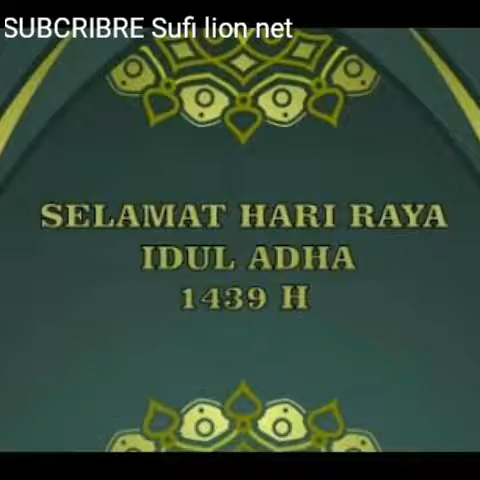 SUBCRIBRE Sufi lion net
SELAMAT HARI RAYA
IDUL ADHA
1439 H